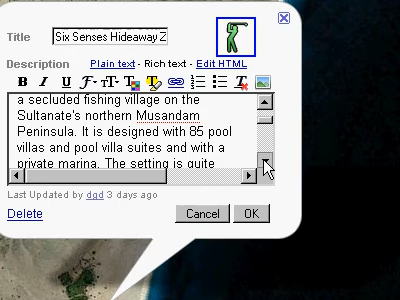 Title Six Senses Hideaway Z
Description Plain text - Rich text - Edit HTML
B I U
a secluded fishing village on the
Sultanate's northern Musandam
Peninsula. It is designed with 85 pool
villas and pool villa suites and with a
private marina. The setting is quite
Last Updated by dgd 3 days ago
Delete Cancel OK